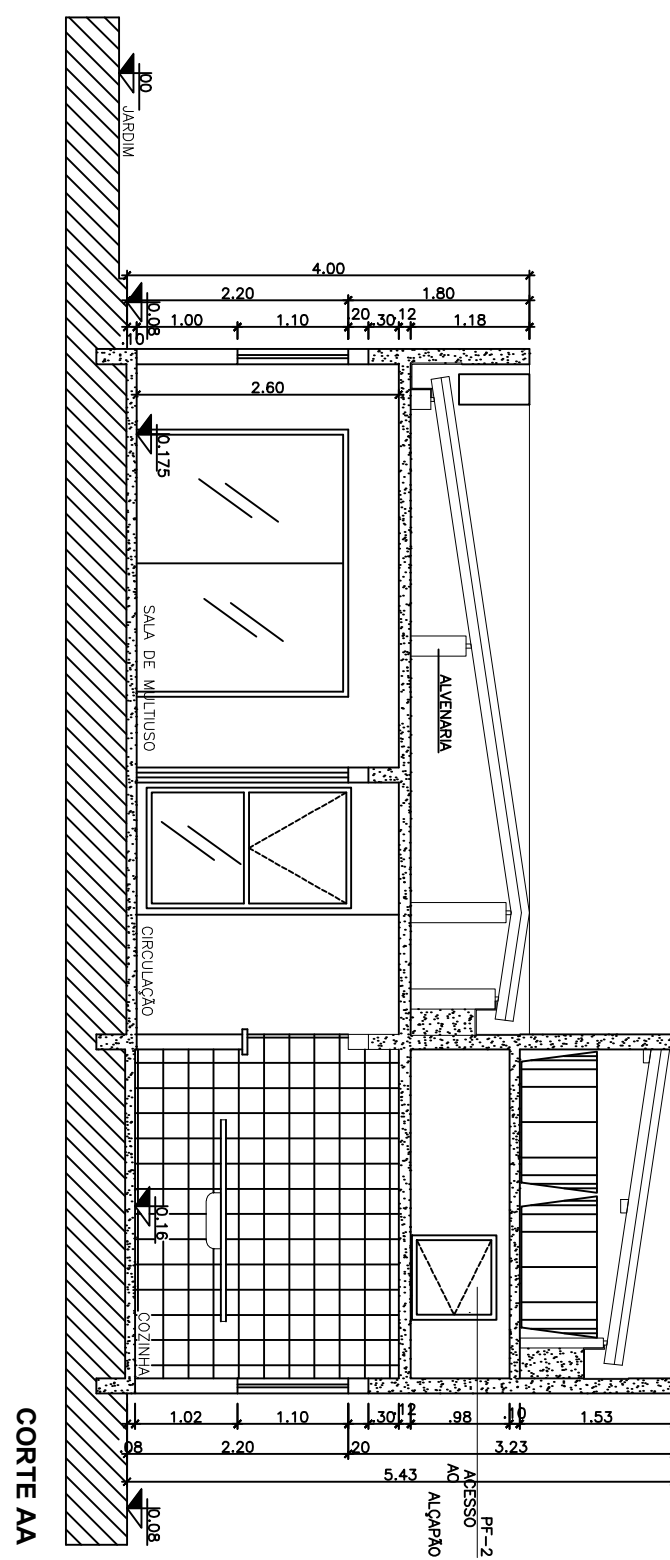 00
JARDIM
4.00
2.20
1.80
0.08
.10
1.00
1.10
.20
.30
.12
1.18
2.60
0.175
SALA DE MULTIUSO
ALVENARIA
CIRCULAÇÃO
0.16
COZINHA
1.02
1.10
.30
.12
.98
.10
1.53
.08
2.20
.20
3.23
5.43
0.08
PF-2
ACESSO
AO
ALÇAPÃO
CORTE AA